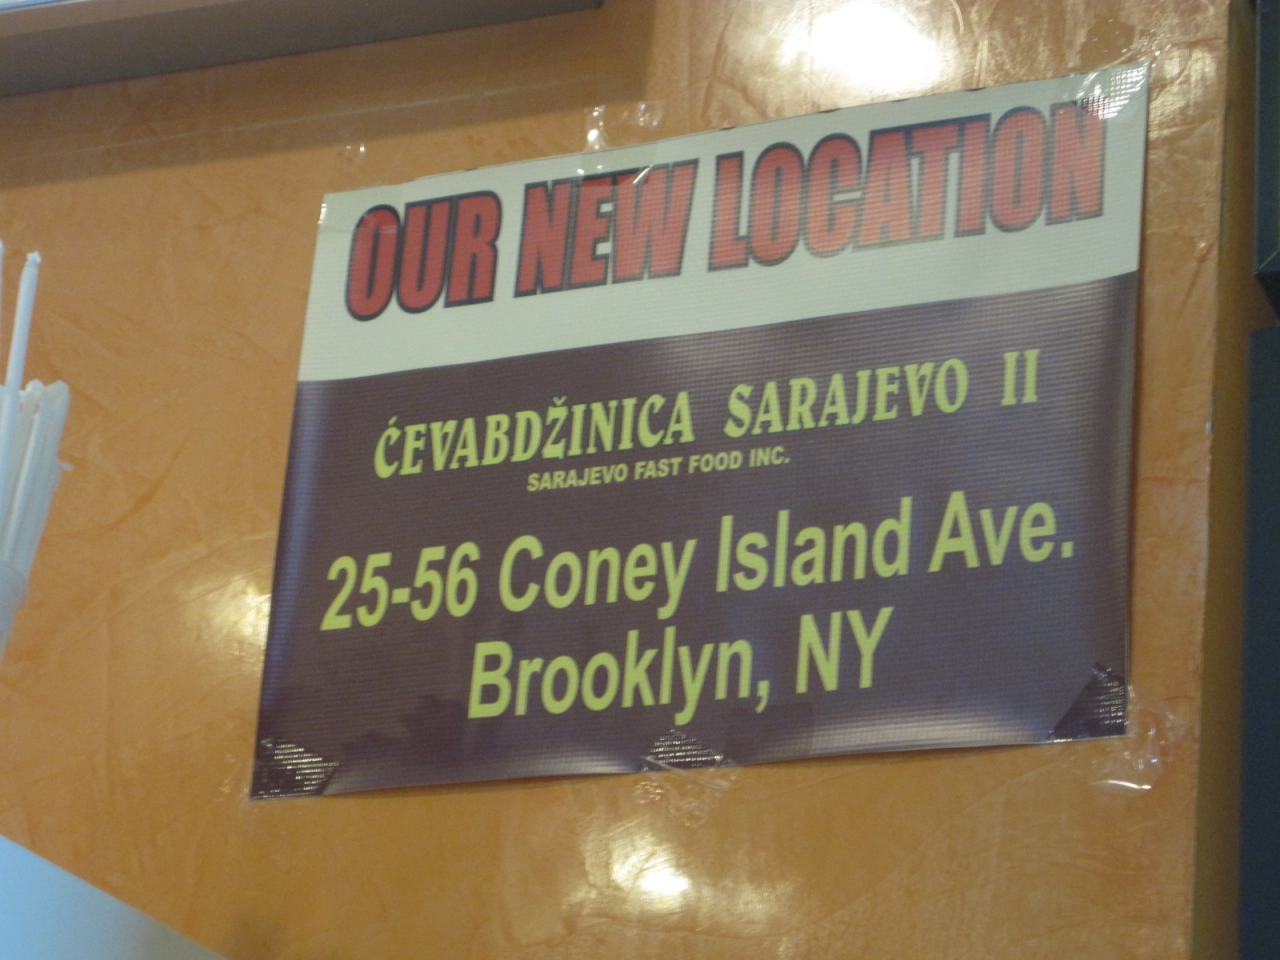 OUR NEW LOCATION
ĆEVABDŽINICA SARAJEVO II
SARAJEVO FAST FOOD INC.
25-56 Coney Island Ave.
Brooklyn, NY